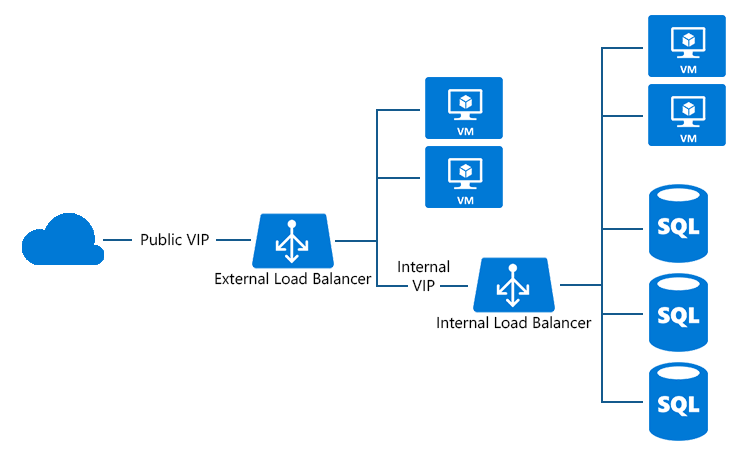 VM
VM
VM
VM
Public VIP
External Load Balancer
Internal
VIP
Internal Load Balancer
SQL
SQL
SQL